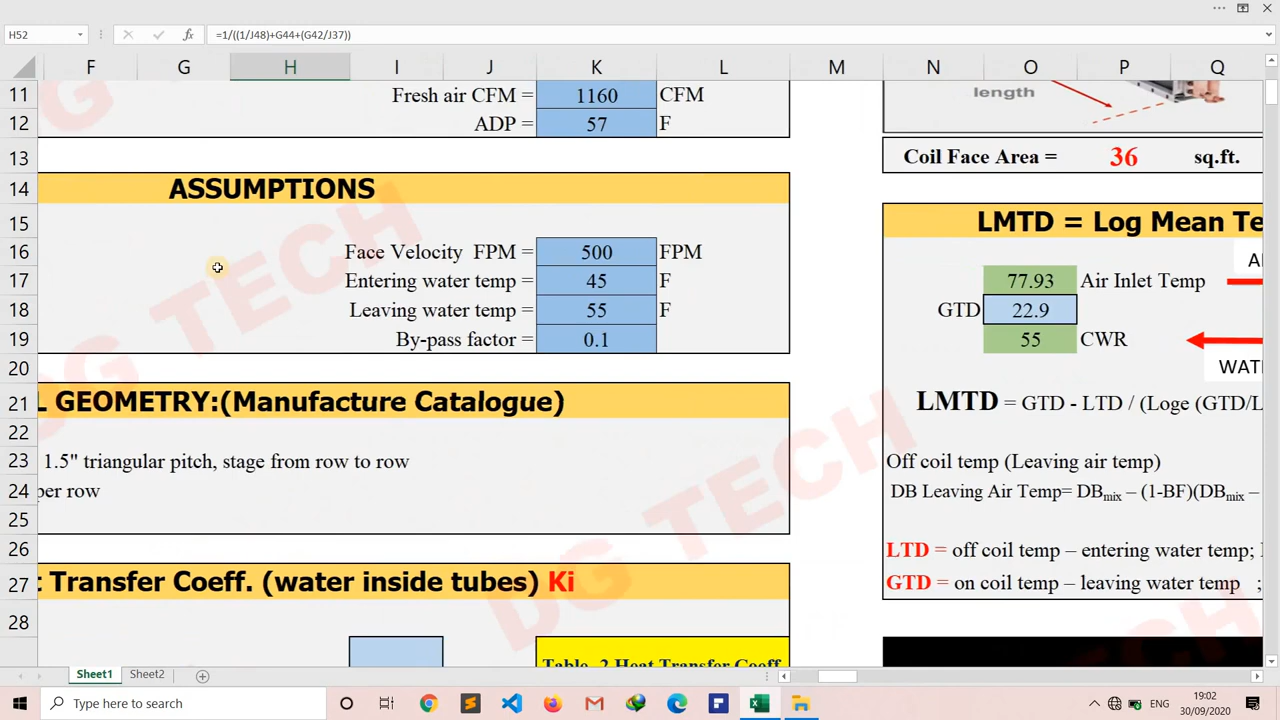 H52
fx
=1/((1/J48)+G44+(G42/J37))
F G H I J K L M N O P Q
11 Fresh air CFM = 1160 CFM length
12 ADP = 57 F
13 Coil Face Area = 36 sq.ft.
14 ASSUMPTIONS
15 LMTD = Log Mean Te
16 Face Velocity FPM = 500 FPM
17 Entering water temp = 45 F 77.93 Air Inlet Temp
18 Leaving water temp = 55 F GTD 22.9
19 By-pass factor = 0.1 55 CWR
20 WATE
21 L GEOMETRY:(Manufacture Catalogue) LMTD = GTD - LTD / (Loge (GTD/L
22
23 1.5" triangular pitch, stage from row to row Off coil temp (Leaving air temp)
24 per row DB Leaving Air Temp= DBmix – (1-BF)(DBmix –
25
26 LTD = off coil temp – entering water temp;
27 t Transfer Coeff. (water inside tubes) Ki GTD = on coil temp – leaving water temp ;
28
Table 2 Heat Transfer Coeff
DG TECH
DG TECH
Sheet1 Sheet2
Type here to search
ENG
19:02
30/09/2020